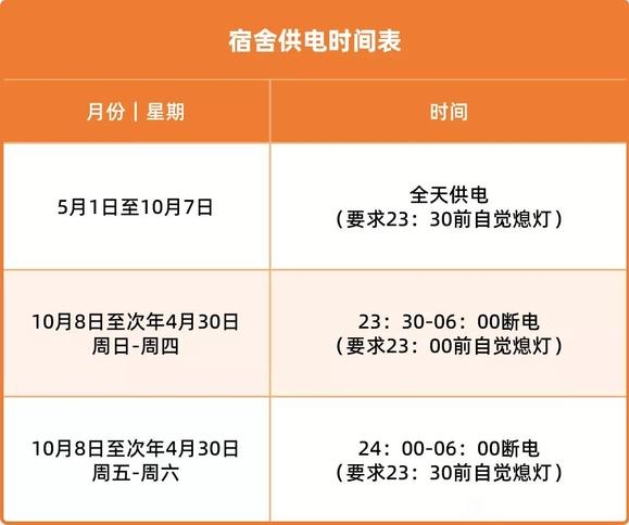 宿舍供电时间表
月份｜星期
时间
5月1日至10月7日
全天供电
（要求23：30前自觉熄灯）
10月8日至次年4月30日
周日-周四
23：30-06：00断电
（要求23：00前自觉熄灯）
10月8日至次年4月30日
周五-周六
24：00-06：00断电
（要求23：30前自觉熄灯）